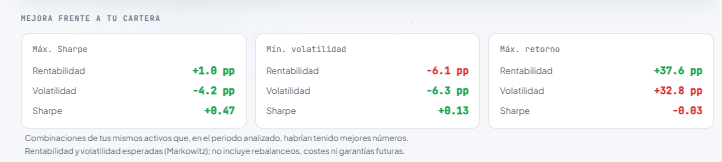 MEJORA FRENTE A TU CARTERA
Máx. Sharpe
Rentabilidad +1.0 pp
Volatilidad -4.2 pp
Sharpe +0.47
Mín. volatilidad
Rentabilidad -6.1 pp
Volatilidad -6.3 pp
Sharpe +0.13
Máx. retorno
Rentabilidad +37.6 pp
Volatilidad +32.8 pp
Sharpe -0.03
Combinaciones de tus mismos activos que, en el periodo analizado, habrían tenido mejores números.
Rentabilidad y volatilidad esperadas (Markowitz); no incluye rebalanceos, costes ni garantías futuras.